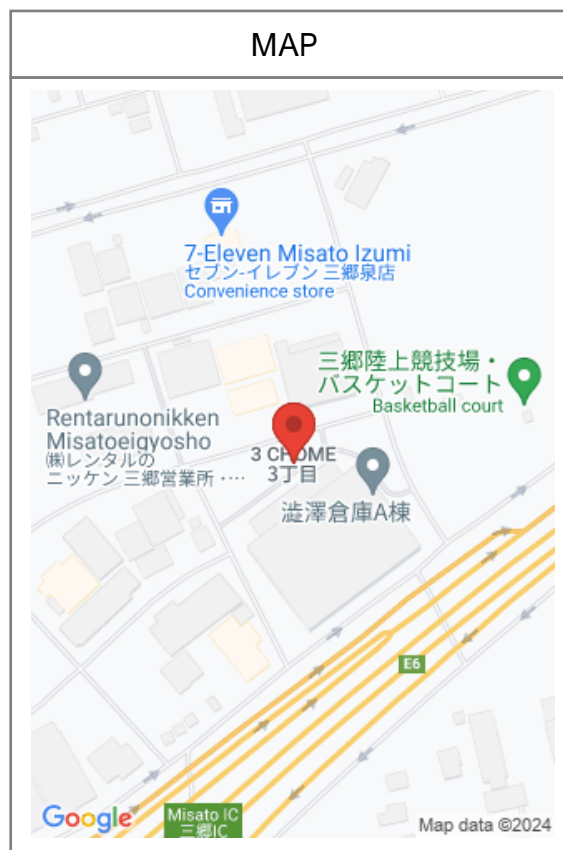 MAP
7-Eleven Misato Izumi
セブン-イレブン 三郷泉店
Convenience store
三郷陸上競技場・
バスケットコート
Basketball court
Rentarunonikken
Misatoeigyosho
㈱レンタルの
ニッケン 三郷営業所・…
3 CHOME
3丁目
澁澤倉庫A棟
E6
Misato IC
三郷IC
Google
Map data ©2024